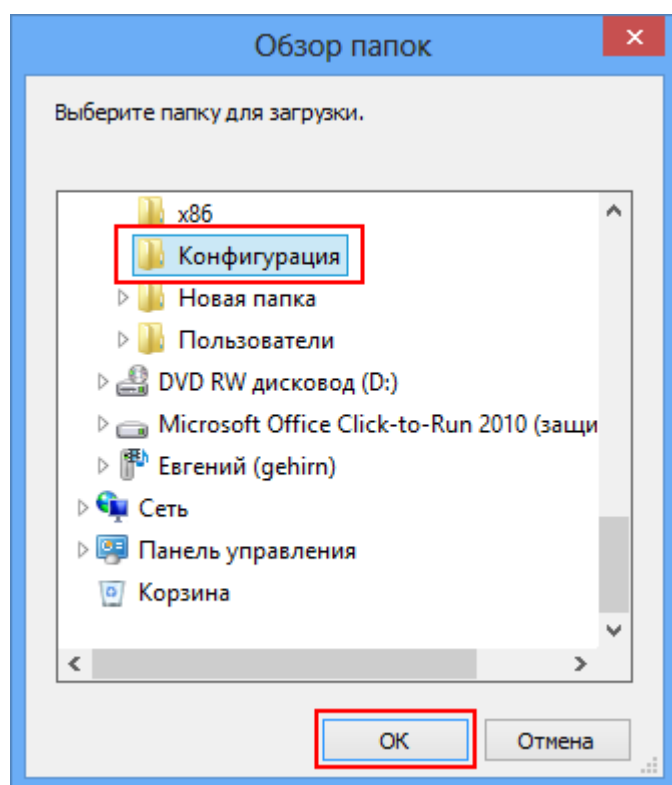 Обзор папок
Выберите папку для загрузки.
x86
Конфигурация
Новая папка
Пользователи
DVD RW дисковод (D:)
Microsoft Office Click-to-Run 2010 (защи
Евгений (gehirn)
Сеть
Панель управления
Корзина
ОК
Отмена